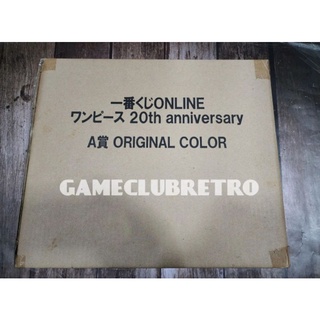 一番くじONLINE
ワンピース 20th anniversary
A賞 ORIGINAL COLOR
GAMECLUBRETRO